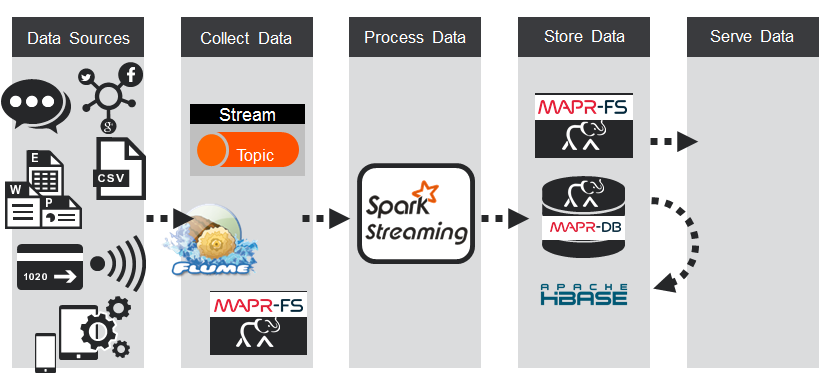 Data Sources
Collect Data
Process Data
Store Data
Serve Data
f
g
E
W
P
CSV
1020
Stream
Topic
FLUME
MAPR-FS
Spark
Streaming
MAPR-FS
MAPR-DB
APACHE
HBASE